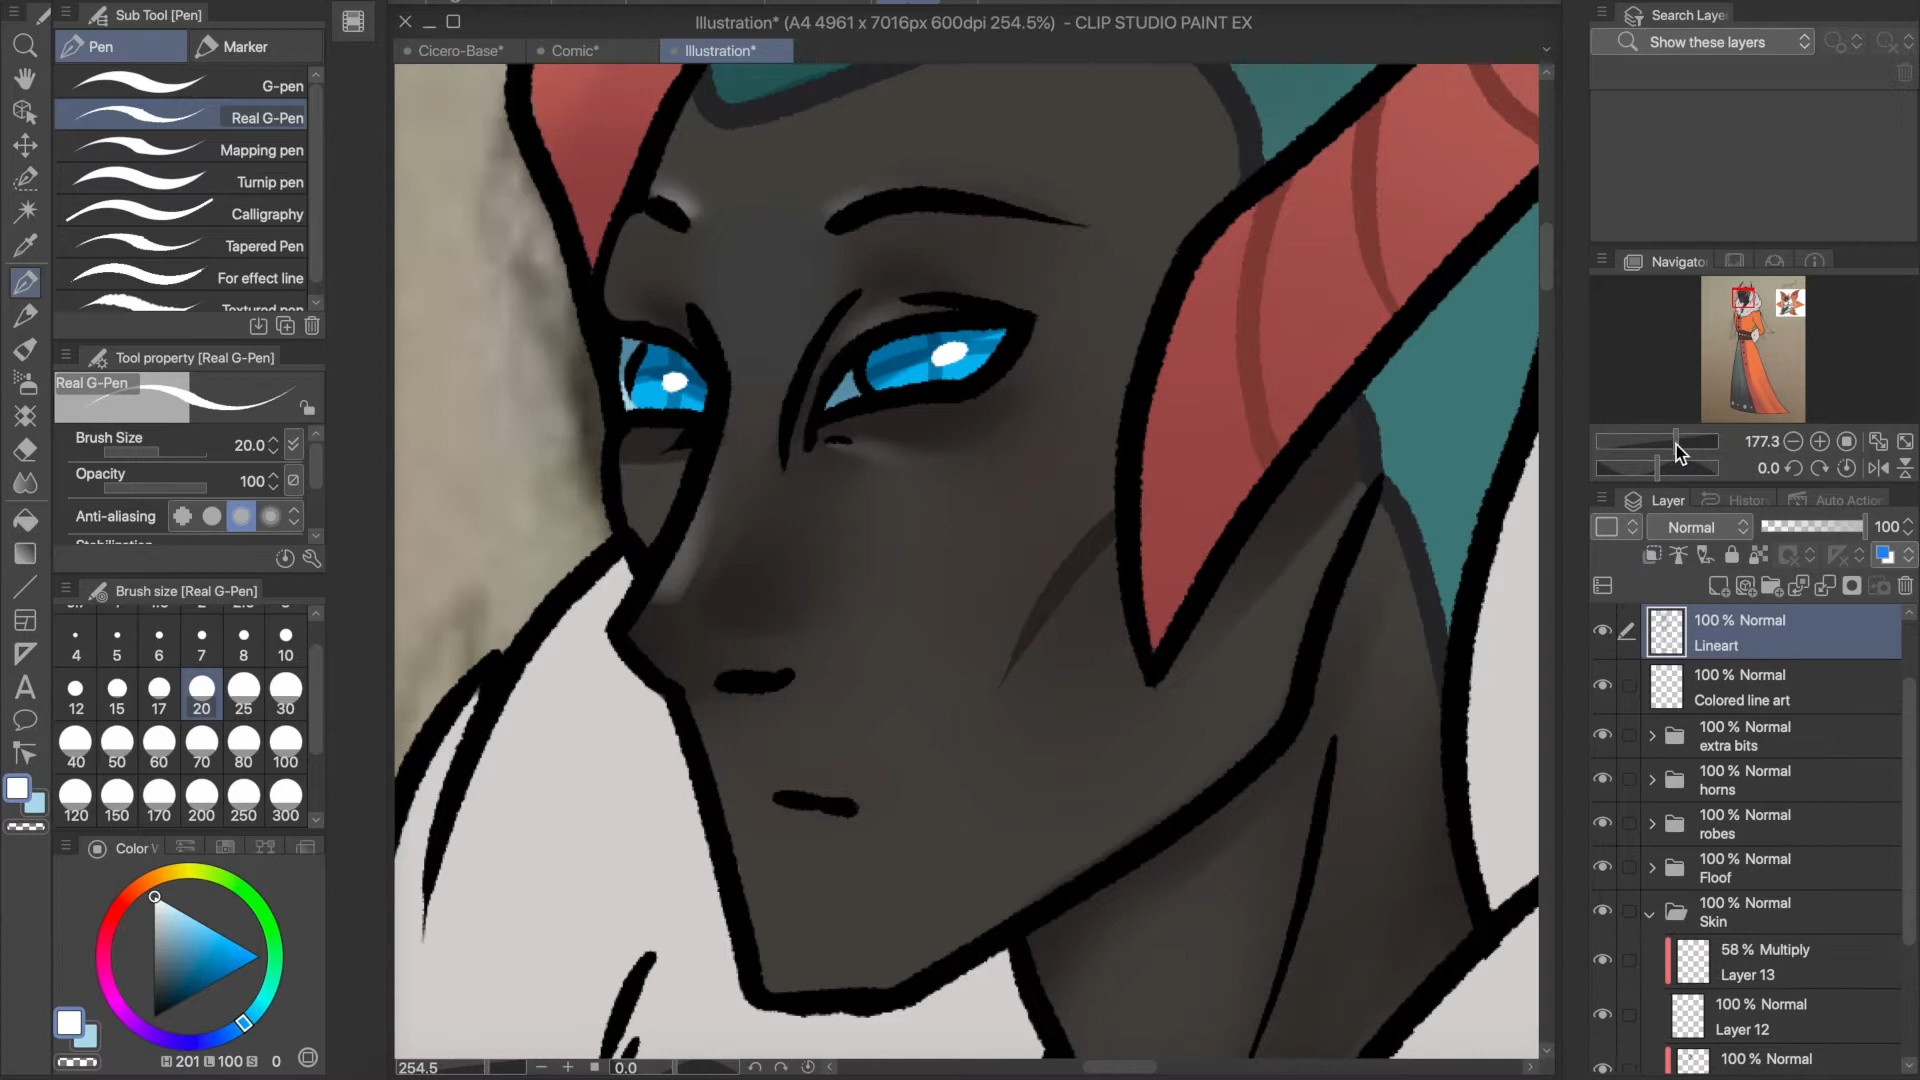 Sub Tool [Pen]
Pen
Marker
G-pen
Real G-Pen
Mapping pen
Turnip pen
Calligraphy
Tapered Pen
For effect line
Textured pen
Tool property [Real G-Pen]
Real G-Pen
Brush Size
20.0
Opacity
100
Anti-aliasing
Stabilization
Brush size [Real G-Pen]
4 5 6 7 8 10
12 15 17 20 25 30
40 50 60 70 80 100
120 150 170 200 250 300
Color
H 201 L 100 S 0
Illustration* (A4 4961 x 7016px 600dpi 254.5%) - CLIP STUDIO PAINT EX
Cicero-Base*
Comic*
Illustration*
254.5
0.0
Search Laye
Show these layers
Navigato
177.3
0.0
Layer
Histor
Auto Actio
Normal
100
100 % Normal
Lineart
100 % Normal
Colored line art
100 % Normal
extra bits
100 % Normal
horns
100 % Normal
robes
100 % Normal
Floof
100 % Normal
Skin
58 % Multiply
Layer 13
100 % Normal
Layer 12
100 % Normal